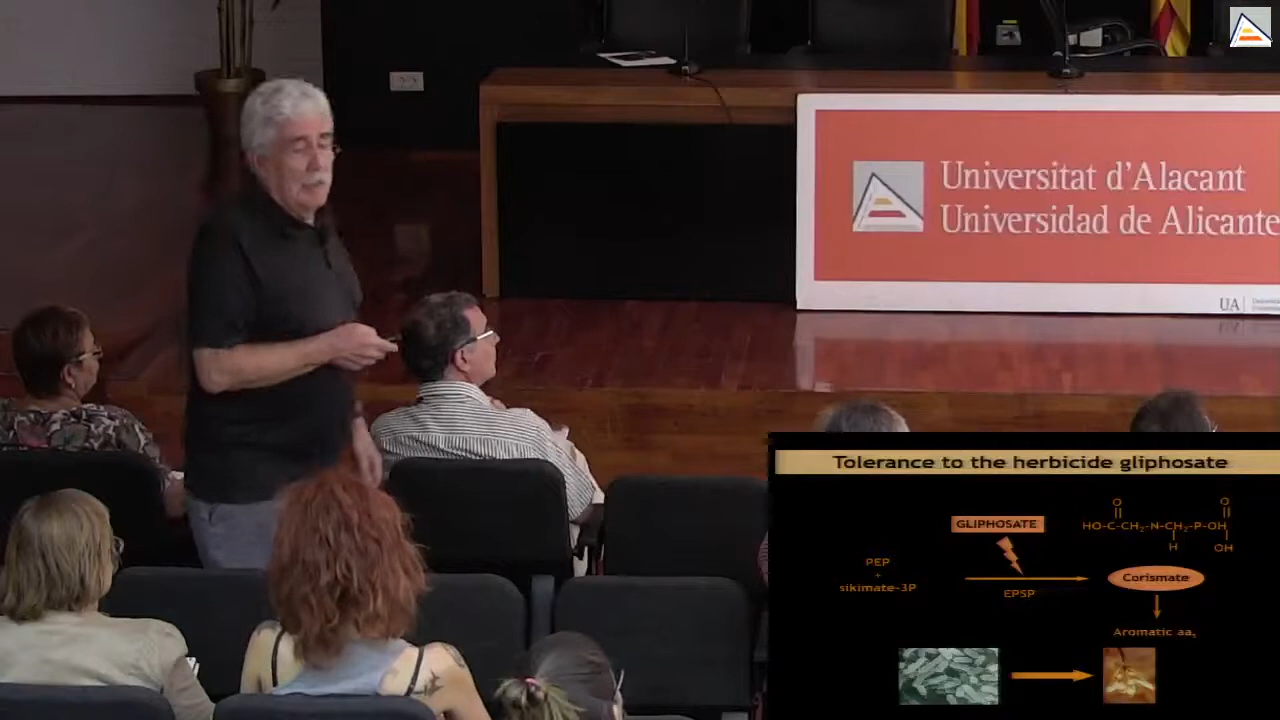 Universitat d'Alacant
Universidad de Alicante
UA
Tolerance to the herbicide gliphosate
GLIPHOSATE
O O
HO-C-CH₂-N-CH₂-P-OH
H OH
PEP
+
sikimate-3P
EPSP
Corismate
Aromatic aa,